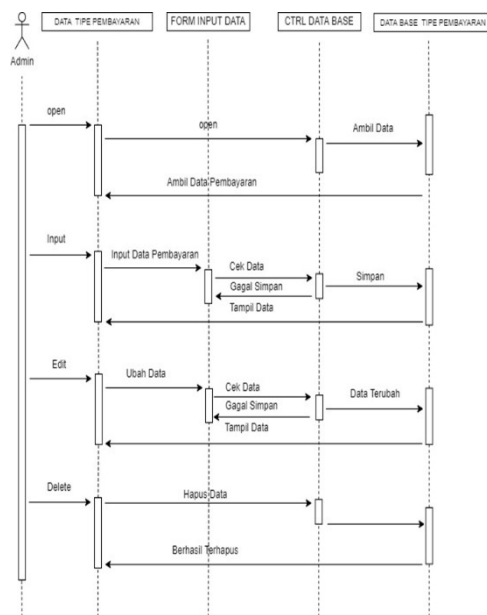 DATA TIPE PEMBAYARAN
FORM INPUT DATA
CTRL DATA BASE
DATA BASE TIPE PEMBAYARAN
Admin
open
open
Ambil Data
Ambil Data Pembayaran
Input
Input Data Pembayaran
Cek Data
Simpan
Gagal Simpan
Tampil Data
Edit
Ubah Data
Cek Data
Data Terubah
Gagal Simpan
Tampil Data
Delete
Hapus Data
Berhasil Terhapus